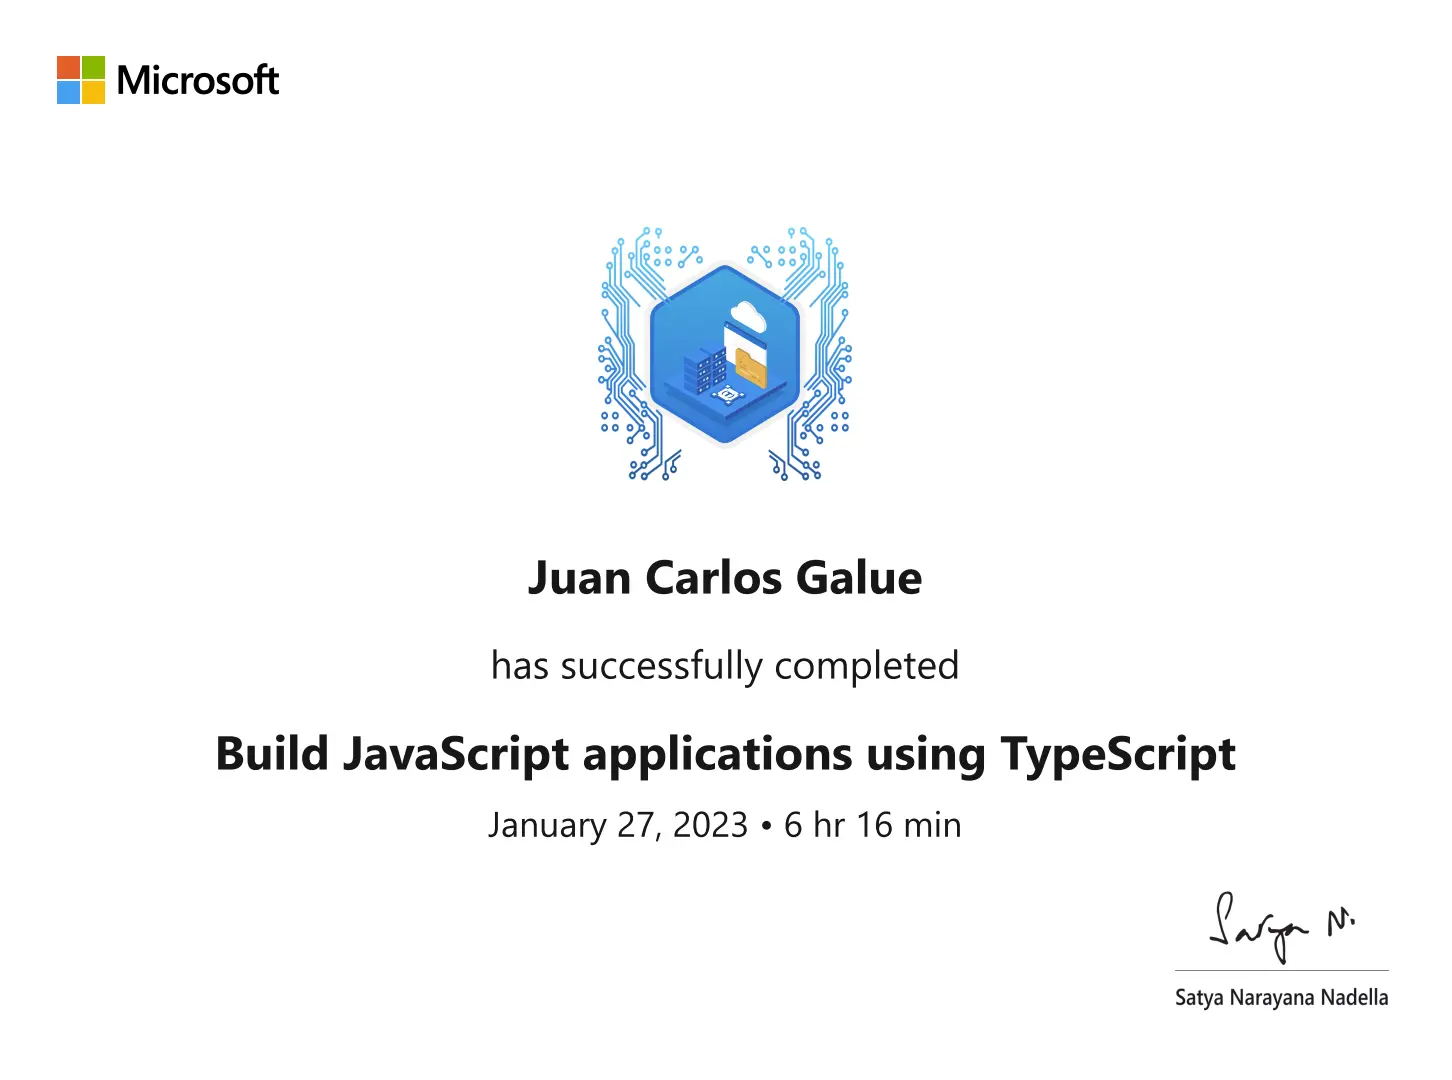 Microsoft
Juan Carlos Galue
has successfully completed
Build JavaScript applications using TypeScript
January 27, 2023 • 6 hr 16 min
Satya N.
Satya Narayana Nadella